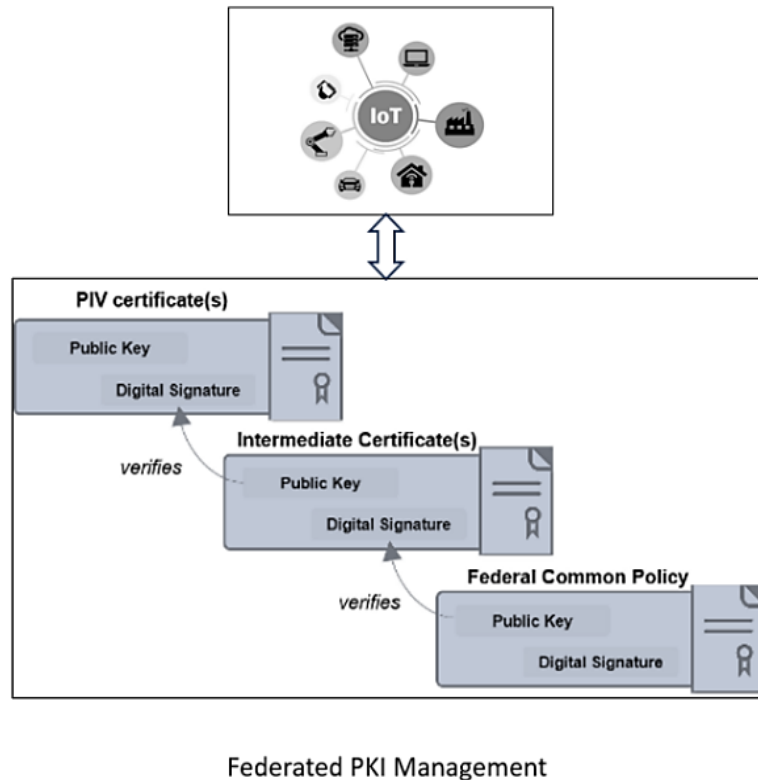 IoT
PIV certificate(s)
Public Key
Digital Signature
verifies
Intermediate Certificate(s)
Public Key
Digital Signature
verifies
Federal Common Policy
Public Key
Digital Signature
Federated PKI Management